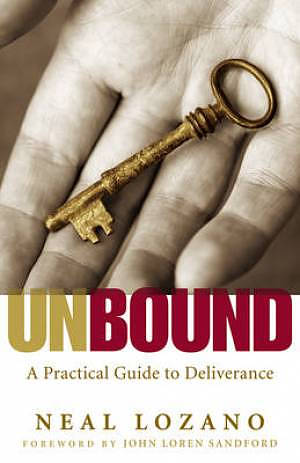 UNBOUND
A Practical Guide to Deliverance
NEAL LOZANO
FOREWORD BY JOHN LOREN SANDFORD